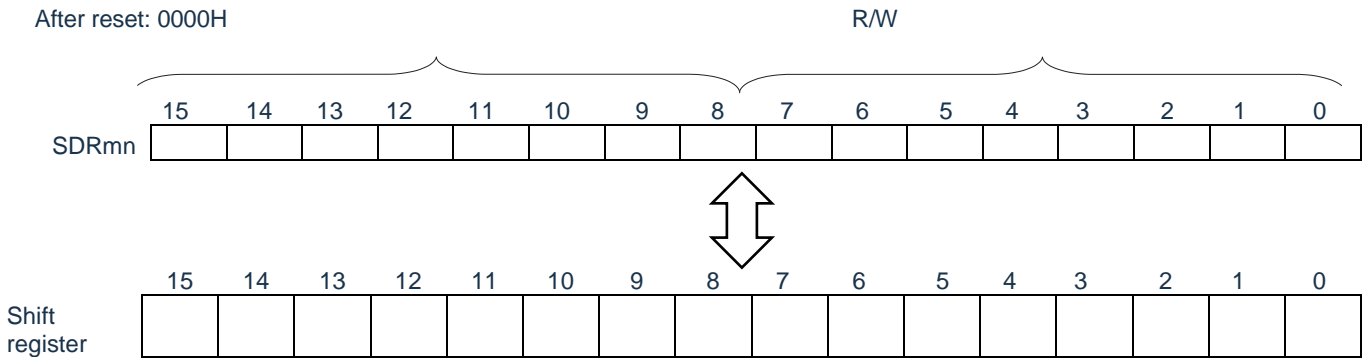 After reset: 0000H R/W
15 14 13 12 11 10 9 8 7 6 5 4 3 2 1 0
SDRmn
15 14 13 12 11 10 9 8 7 6 5 4 3 2 1 0
Shift
register